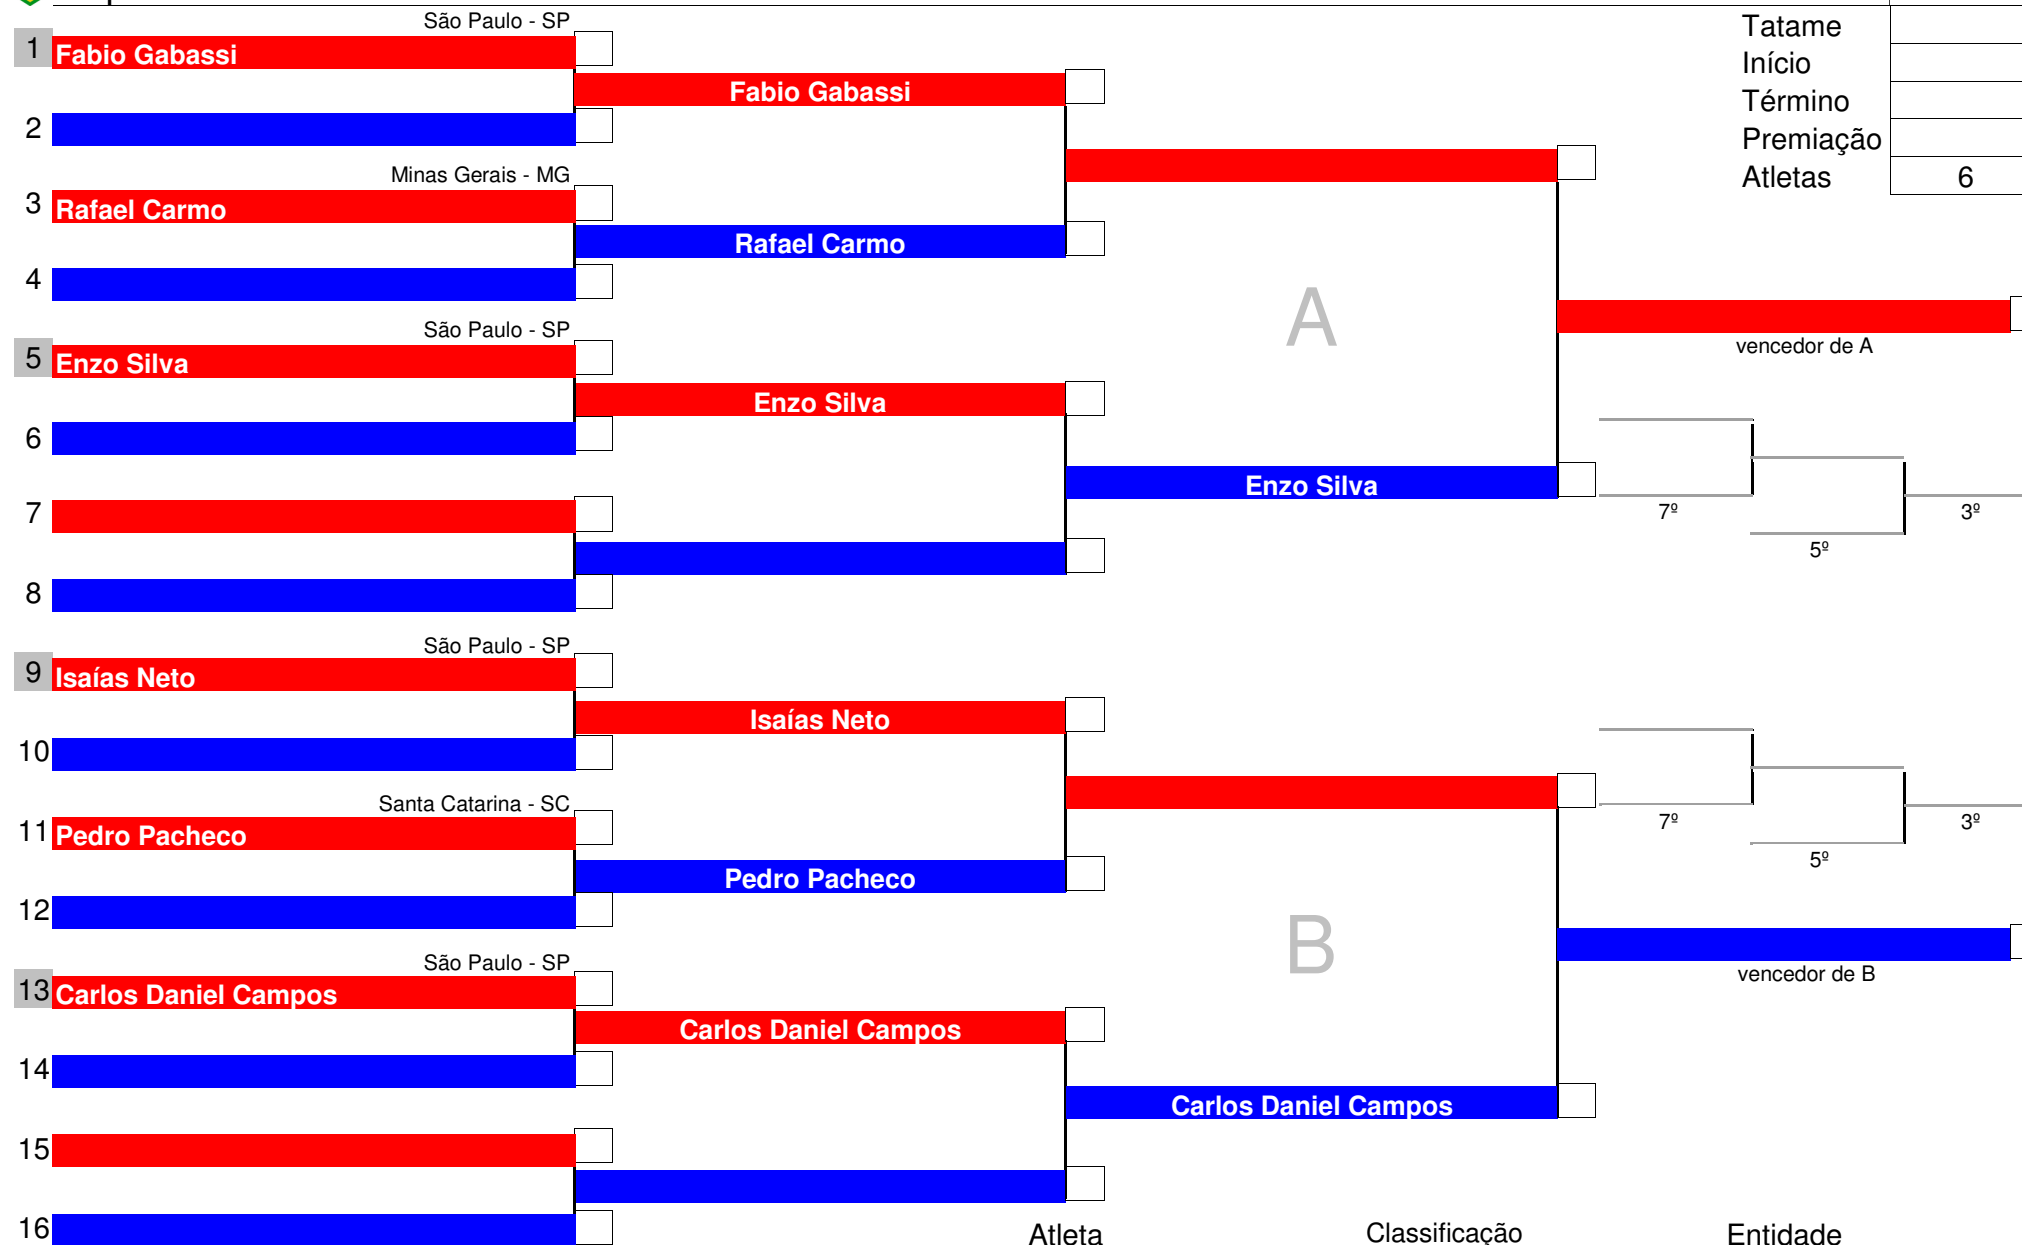 São Paulo - SP
1 Fabio Gabassi
Fabio Gabassi
2
Minas Gerais - MG
3 Rafael Carmo
Rafael Carmo
4
São Paulo - SP
5 Enzo Silva
Enzo Silva
6
Enzo Silva
7
8
São Paulo - SP
9 Isaías Neto
Isaías Neto
10
Santa Catarina - SC
11 Pedro Pacheco
Pedro Pacheco
12
São Paulo - SP
13 Carlos Daniel Campos
Carlos Daniel Campos
14
Carlos Daniel Campos
15
16
A
B
Tatame
Início
Término
Premiação
Atletas 6
vencedor de A
7º
3º
5º
7º
3º
5º
vencedor de B
Atleta Classificação Entidade